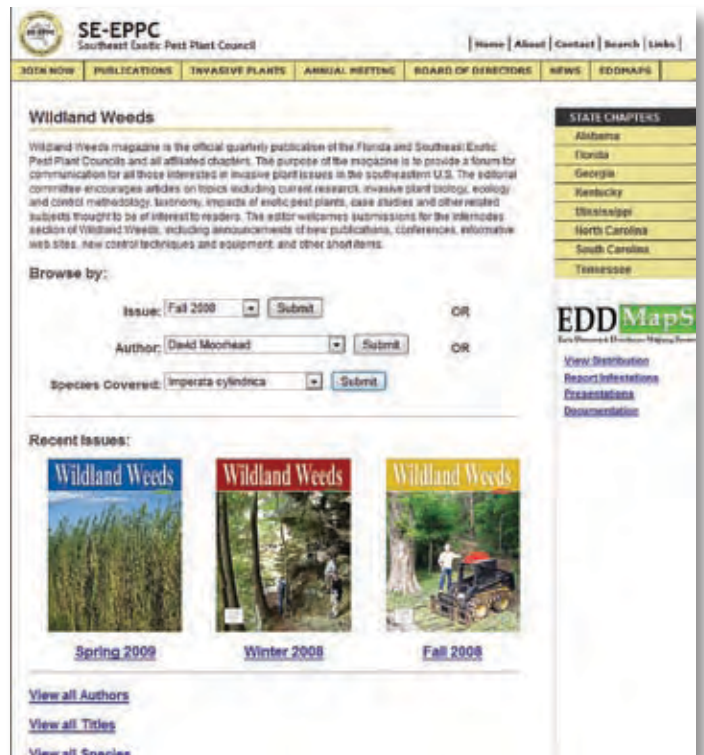 SE-EPPC
Southeast Exotic Pest Plant Council
| Home | About | Contact | Search | Links |
JOIN NOW | PUBLICATIONS | INVASIVE PLANTS | ANNUAL MEETING | BOARD OF DIRECTORS | NEWS | EDDMAPS
Wildland Weeds
Wildland Weeds magazine is the official quarterly publication of the Florida and Southeast Exotic
Pest Plant Councils and all affiliated chapters. The purpose of the magazine is to provide a forum for
communication for all those interested in invasive plant issues in the southeastern U.S. The editorial
committee encourages articles on topics including current research, invasive plant biology, ecology
and control methodology, taxonomy, impacts of exotic pest plants, case studies and other related
subjects thought to be of interest to readers. The editor welcomes submissions for the Internodes
section of Wildland Weeds, including announcements of new publications, conferences, informative
web sites, new control techniques and equipment, and other short items.
Browse by:
Issue: Fall 2008 Submit OR
Author: David Moorhead Submit OR
Species Covered: Imperata cylindrica Submit
Recent Issues:
Wildland Weeds
Spring 2009
Wildland Weeds
Winter 2008
Wildland Weeds
Fall 2008
View all Authors
View all Titles
View all Species
STATE CHAPTERS
Alabama
Florida
Georgia
Kentucky
Mississippi
North Carolina
South Carolina
Tennessee
EDDMapS
View Distribution
Report Infestations
Presentations
Documentation